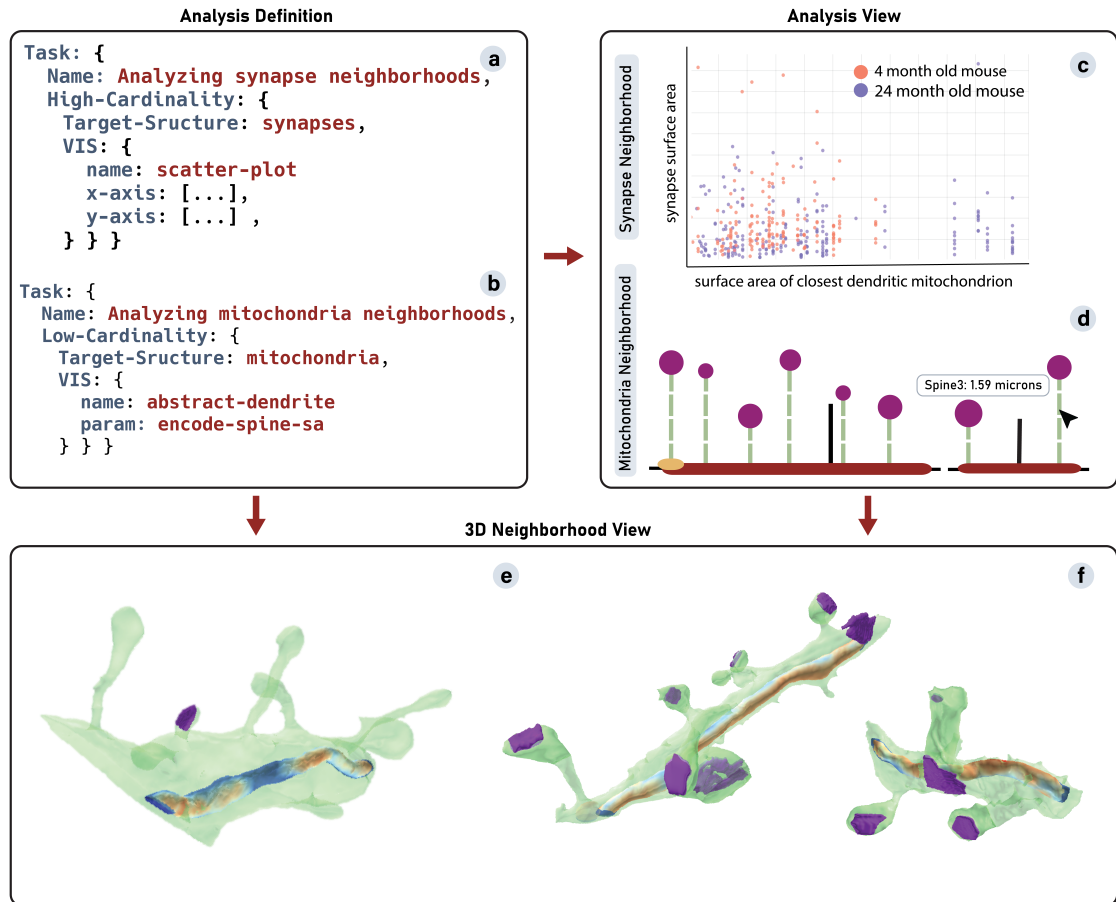 Analysis Definition
a
Task: {
Name: Analyzing synapse neighborhoods,
High-Cardinality: {
Target-Sructure: synapses,
VIS: {
name: scatter-plot
x-axis: [...],
y-axis: [...] ,
} } }
b
Task: {
Name: Analyzing mitochondria neighborhoods,
Low-Cardinality: {
Target-Sructure: mitochondria,
VIS: {
name: abstract-dendrite
param: encode-spine-sa
} } }
Analysis View
Synapse Neighborhood
c
synapse surface area
4 month old mouse
24 month old mouse
surface area of closest dendritic mitochondrion
Mitochondria Neighborhood
d
Spine3: 1.59 microns
3D Neighborhood View
e
f